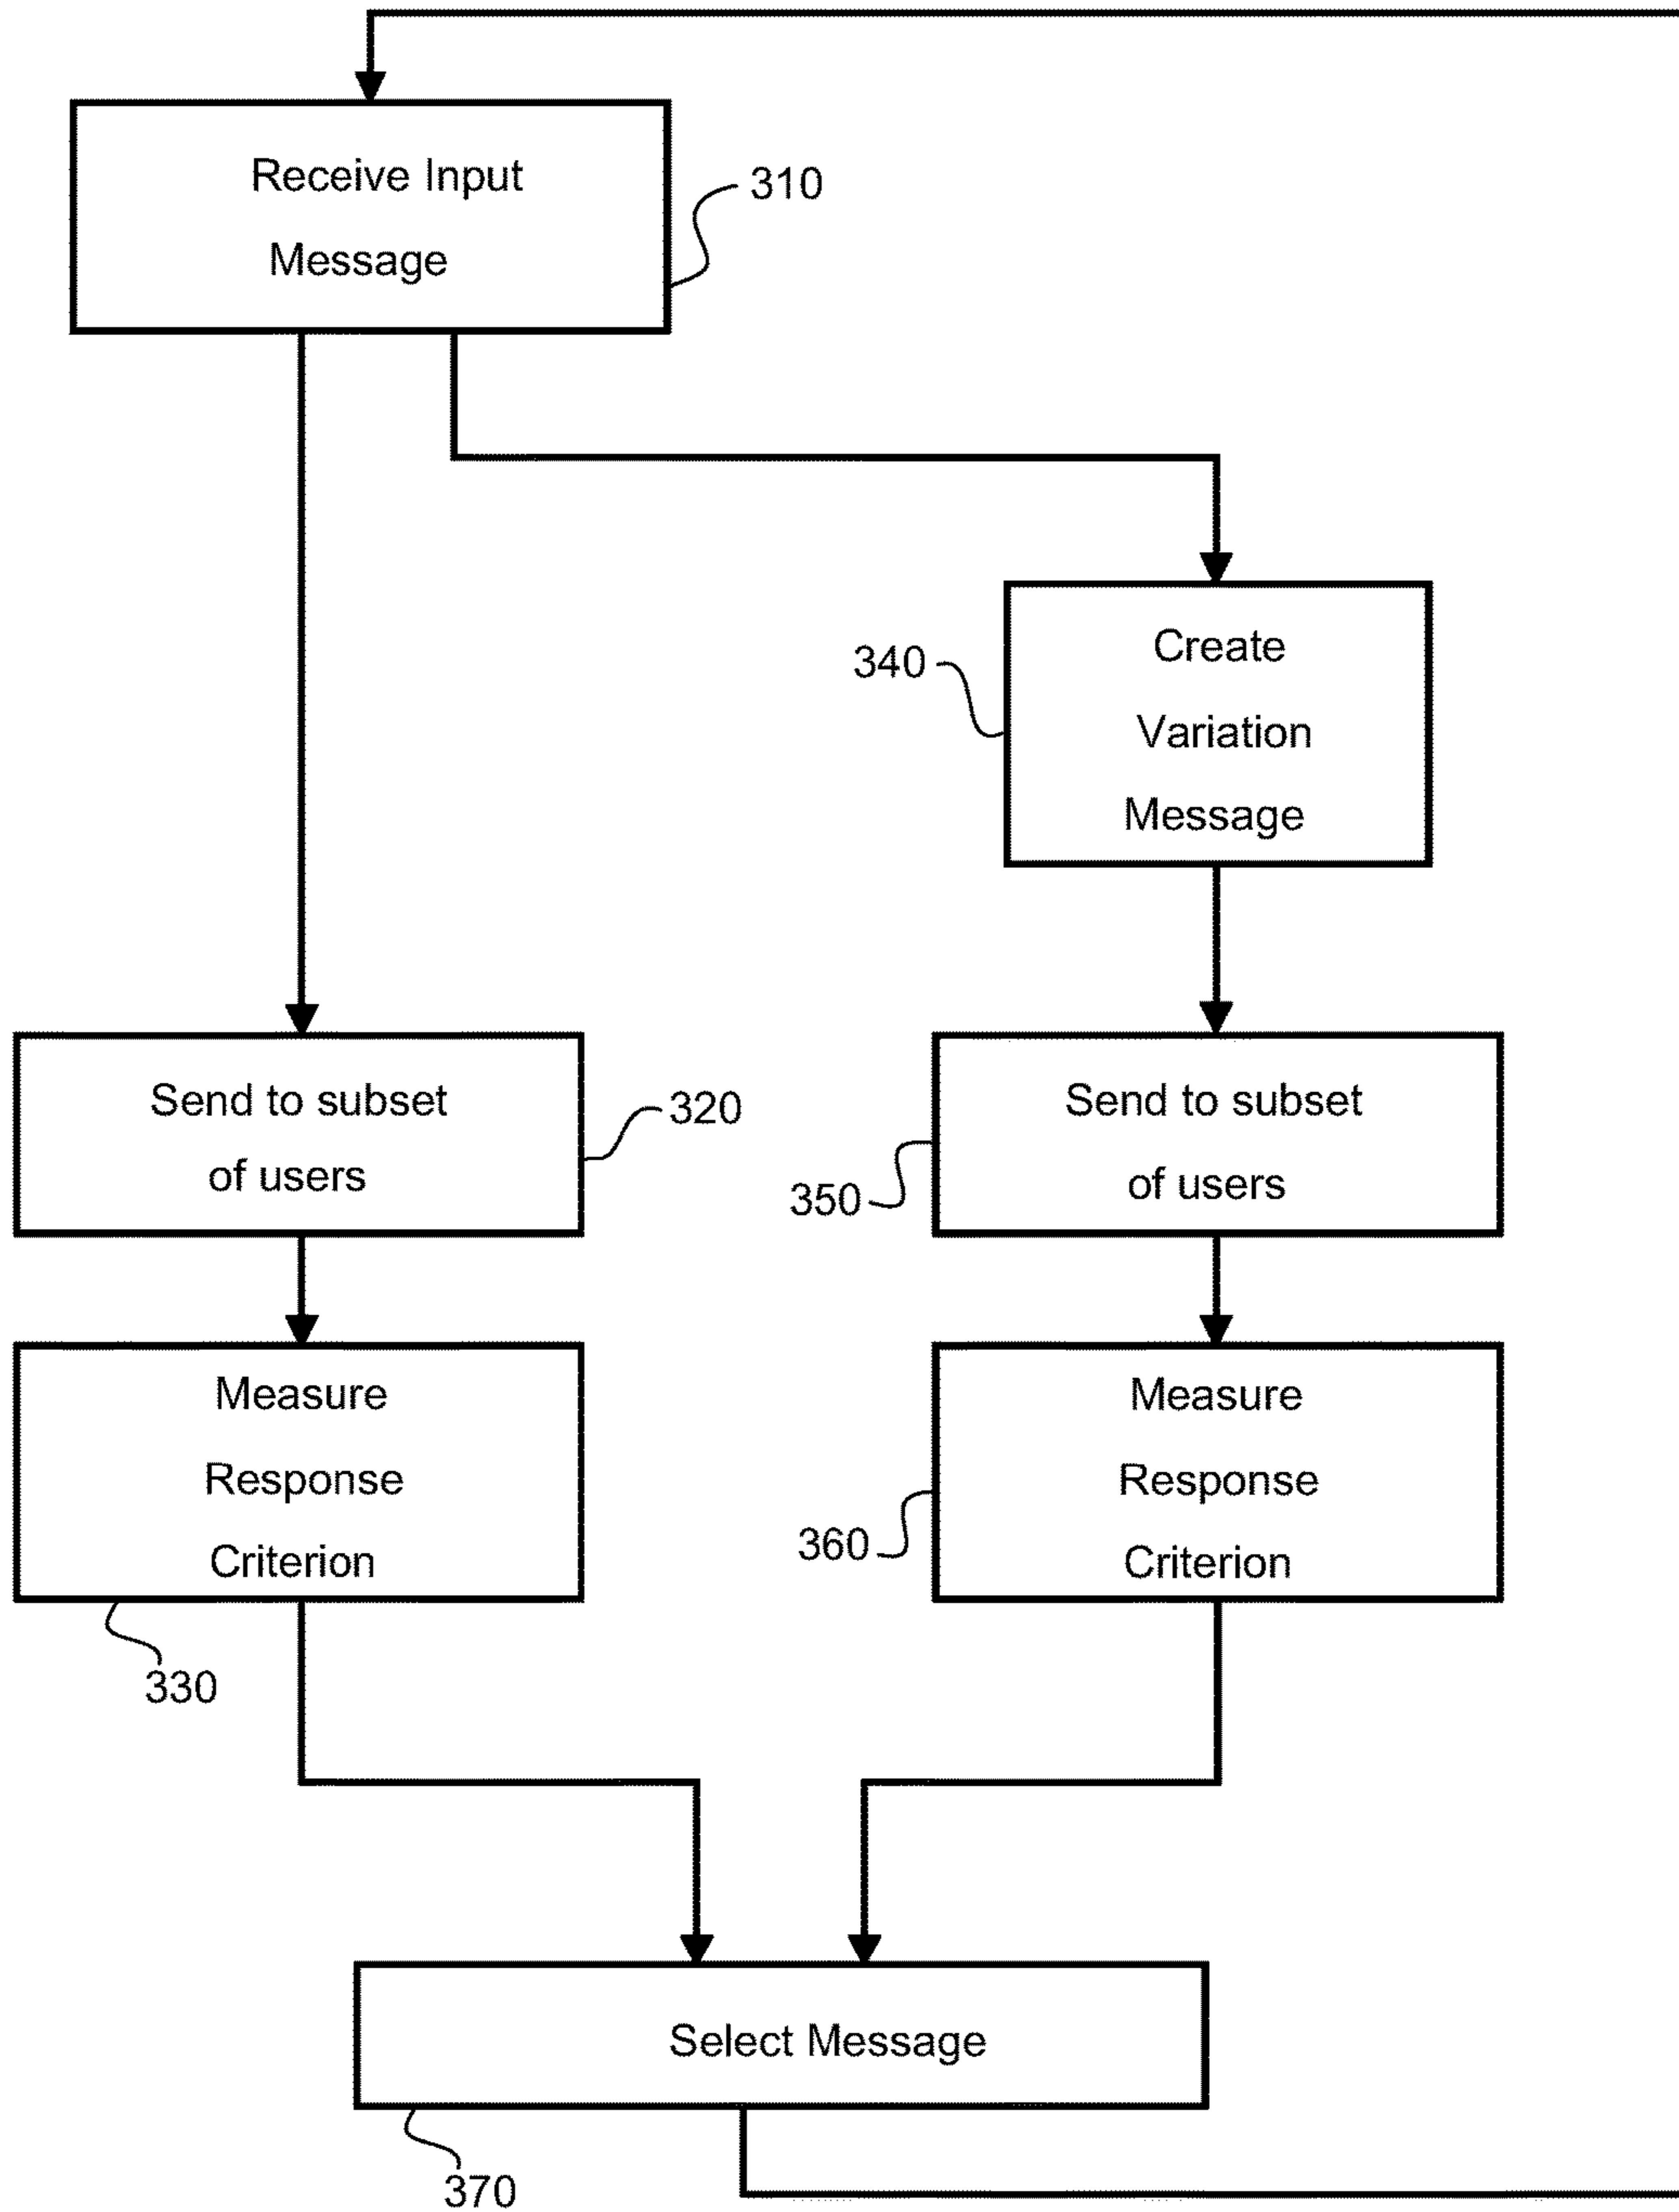 Receive Input
Message
310
340
Create
Variation
Message
Send to subset
of users
320
350
Send to subset
of users
Measure
Response
Criterion
330
360
Measure
Response
Criterion
Select Message
370